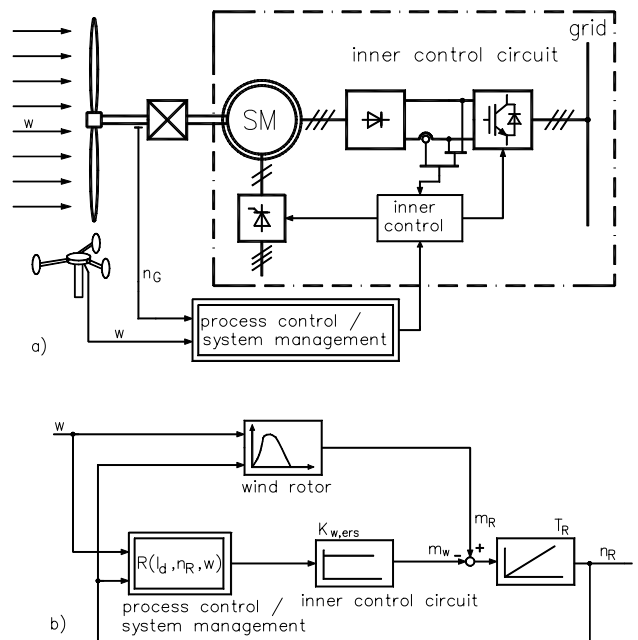 grid
inner control circuit
w
SM
inner
control
n_G
process control /
system management
w
a)
w
wind rotor
m_R
T_R
K_w,ers
n_R
m_w - +
R(I_d,n_R,w)
inner control circuit
process control /
system management
b)